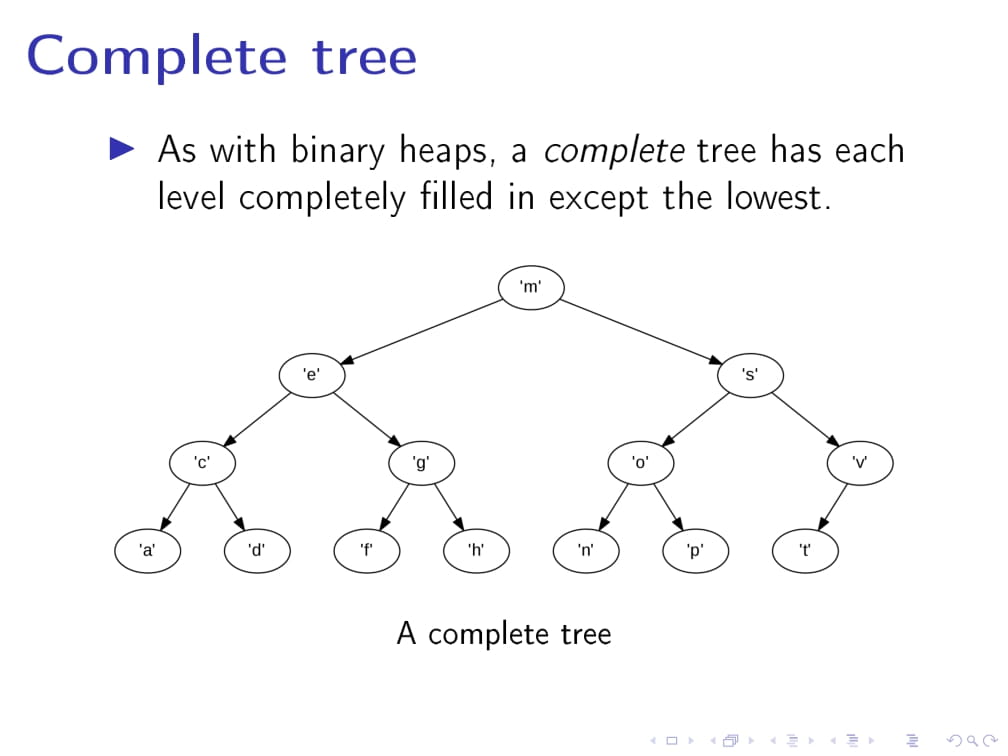 Complete tree
As with binary heaps, a complete tree has each
level completely filled in except the lowest.
'm'
'e' 's'
'c' 'g' 'o' 'v'
'a' 'd' 'f' 'h' 'n' 'p' 't'
A complete tree